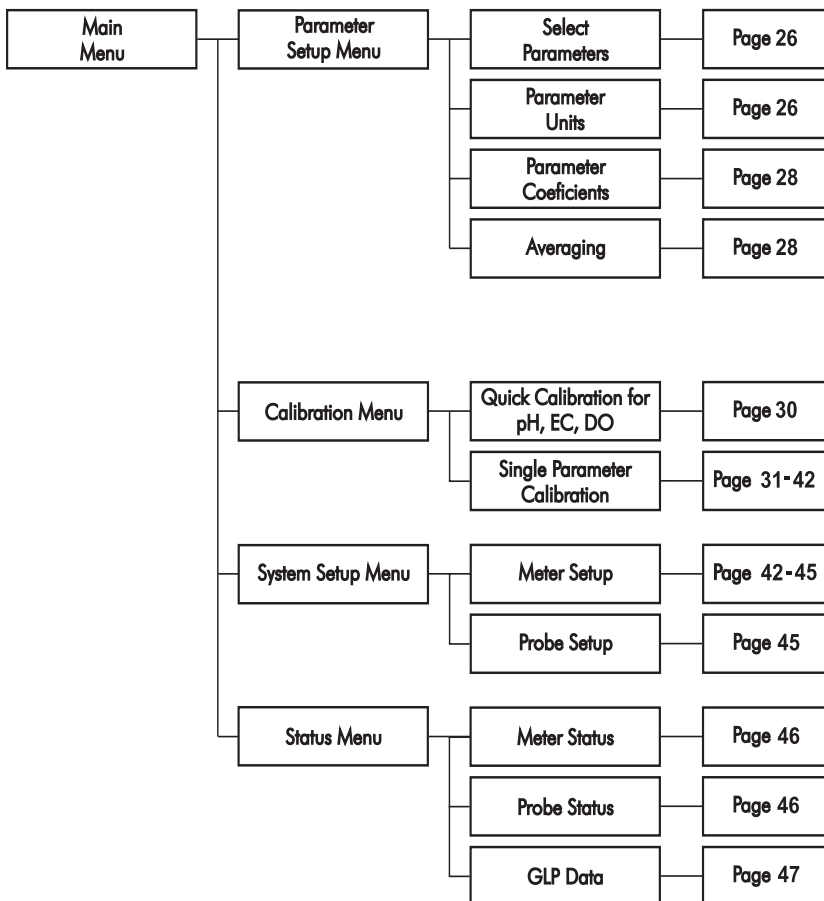 Main
Menu
Parameter
Setup Menu
Select
Parameters
Page 26
Parameter
Units
Page 26
Parameter
Coeficients
Page 28
Averaging
Page 28
Calibration Menu
Quick Calibration for
pH, EC, DO
Page 30
Single Parameter
Calibration
Page 31-42
System Setup Menu
Meter Setup
Page 42-45
Probe Setup
Page 45
Status Menu
Meter Status
Page 46
Probe Status
Page 46
GLP Data
Page 47